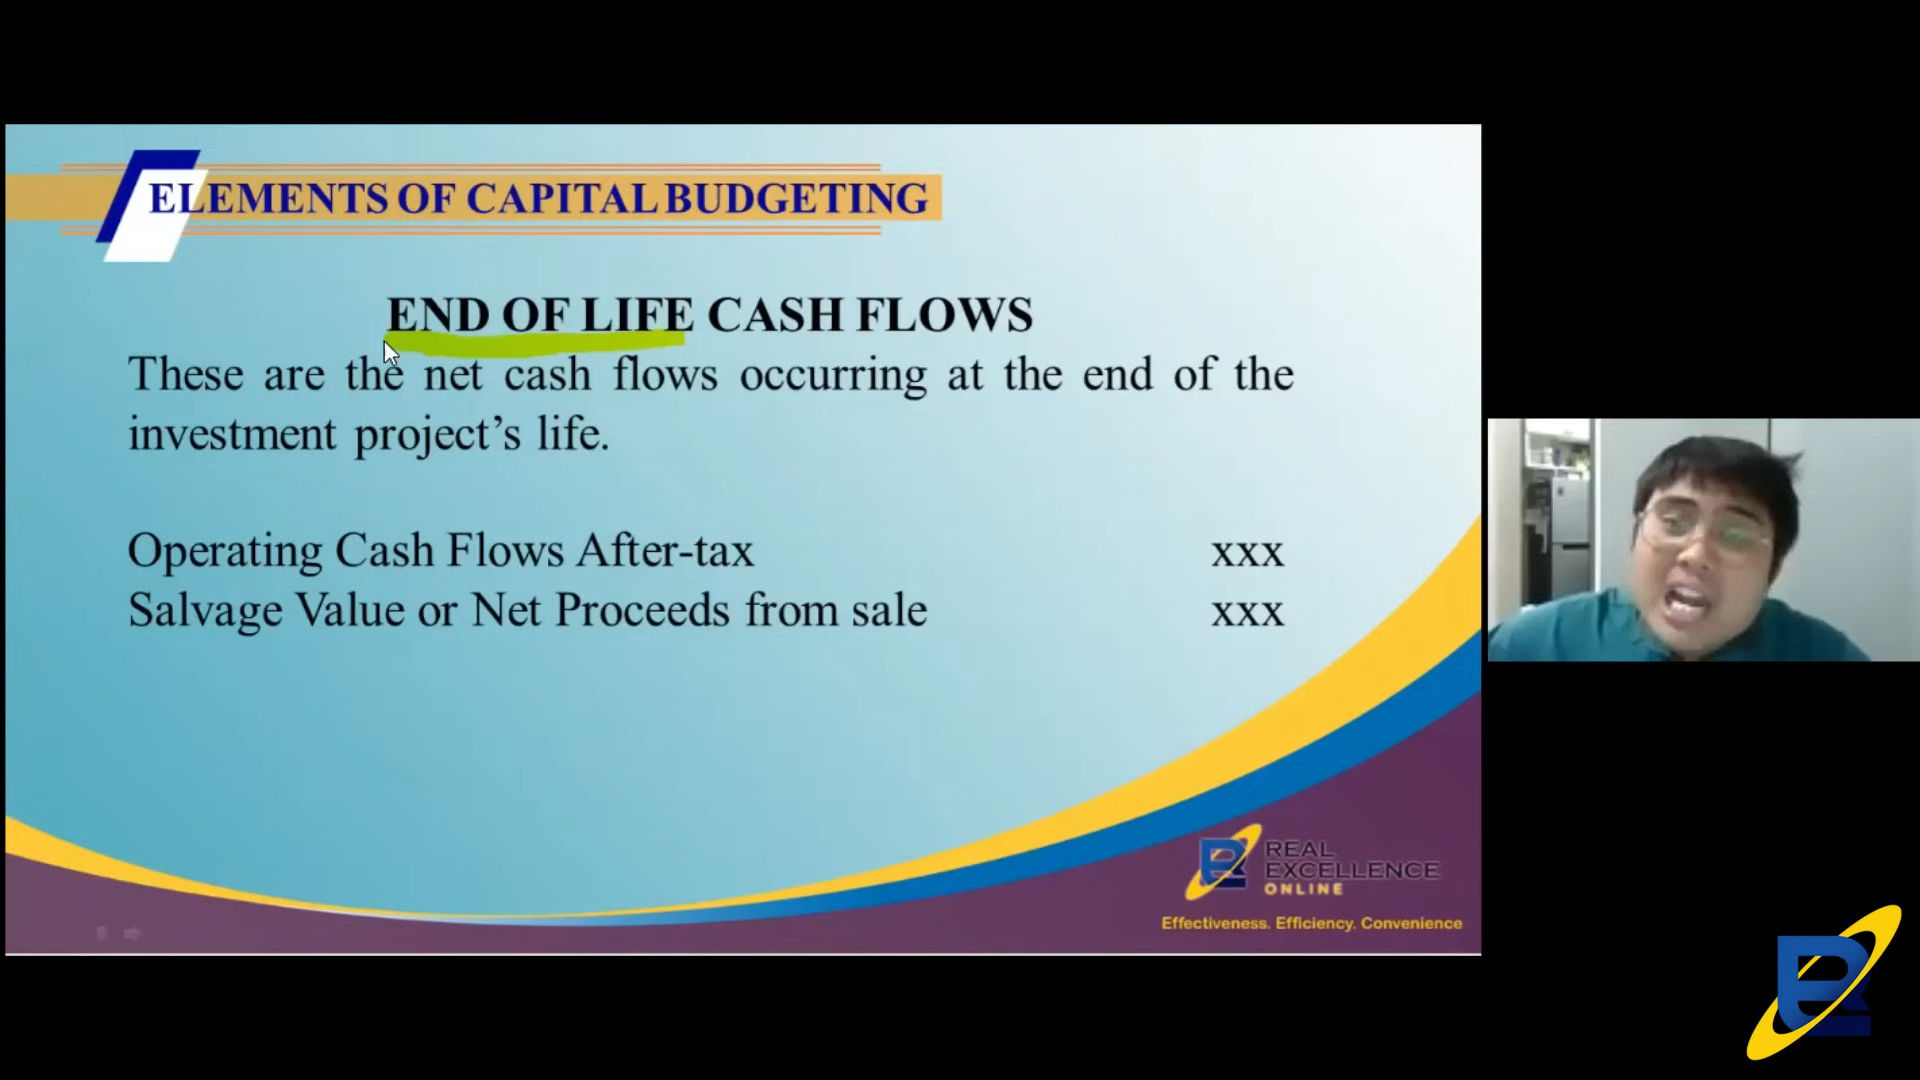 ELEMENTS OF CAPITAL BUDGETING
END OF LIFE CASH FLOWS
These are the net cash flows occurring at the end of the
investment project’s life.
Operating Cash Flows After-tax xxx
Salvage Value or Net Proceeds from sale xxx
REAL
EXCELLENCE
ONLINE
Effectiveness. Efficiency. Convenience